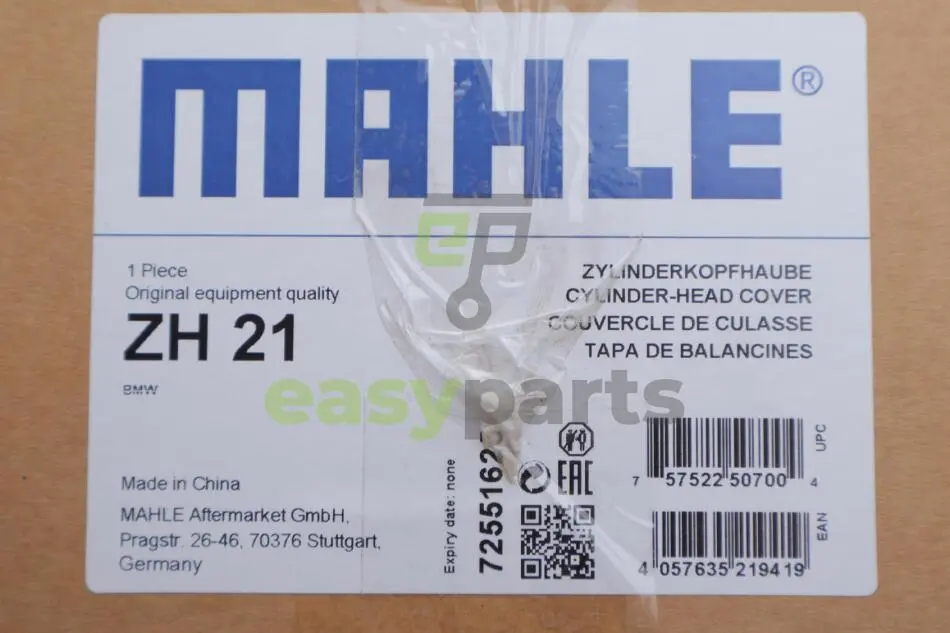 MAHLE®
1 Piece
Original equipment quality
ZH 21
BMW
ZYLINDERKOPFHAUBE
CYLINDER-HEAD COVER
COUVERCLE DE CULASSE
TAPA DE BALANCINES
ep
easyparts
Made in China
MAHLE Aftermarket GmbH,
Pragstr. 26-46, 70376 Stuttgart,
Germany
Expiry date: none
EAC
7 57522 50700 4
UPC
4 057635 219419
EAN